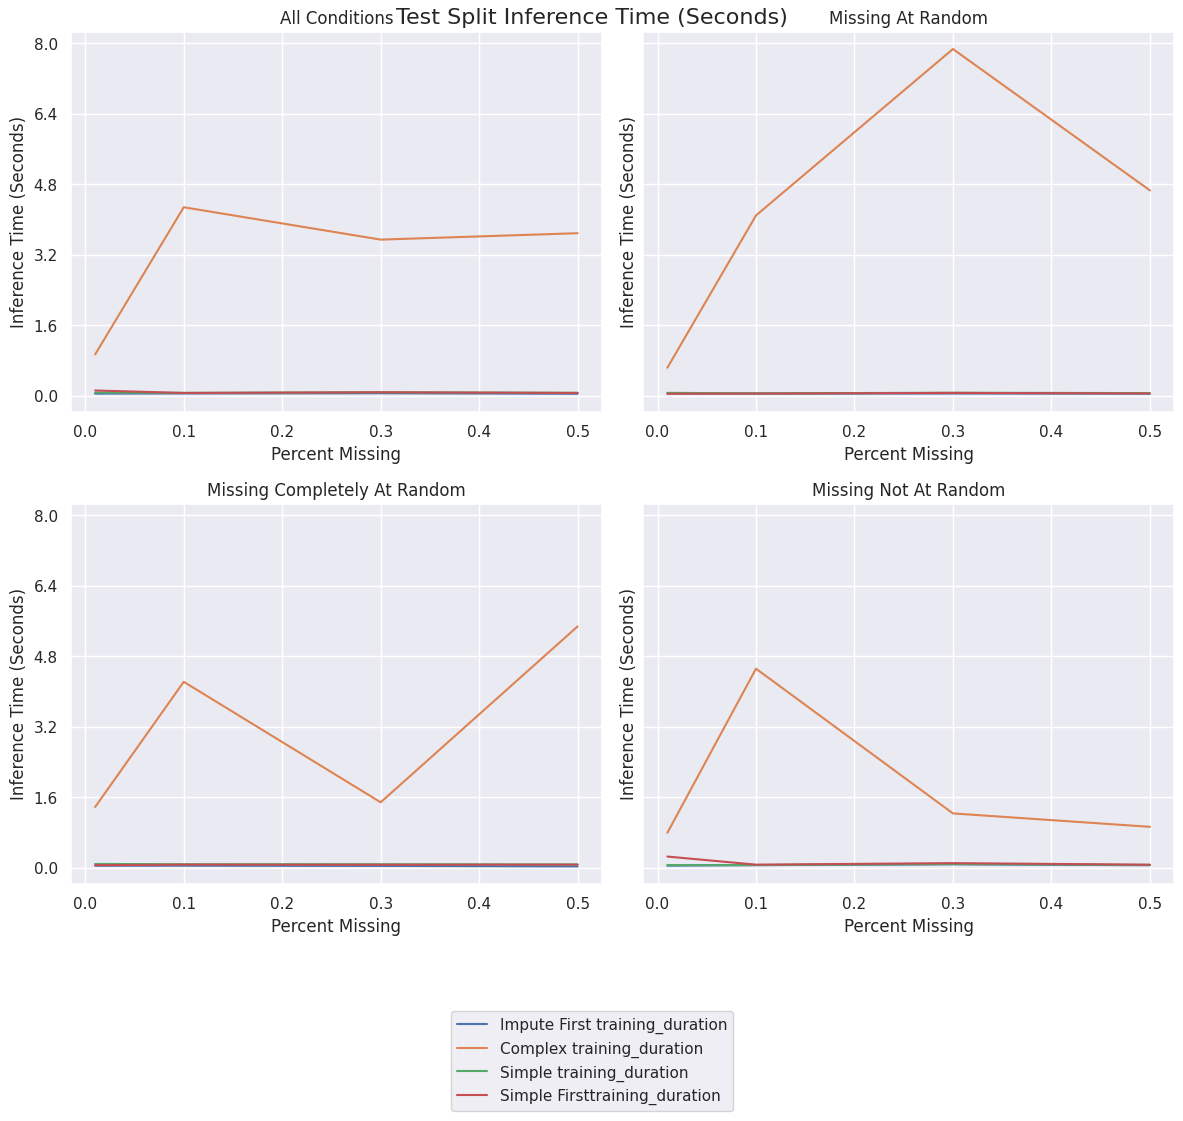 Test Split Inference Time (Seconds)
All Conditions
Inference Time (Seconds)
8.0
6.4
4.8
3.2
1.6
0.0
0.0 0.1 0.2 0.3 0.4 0.5
Percent Missing
Missing At Random
Inference Time (Seconds)
0.0 0.1 0.2 0.3 0.4 0.5
Percent Missing
Missing Completely At Random
Inference Time (Seconds)
8.0
6.4
4.8
3.2
1.6
0.0
0.0 0.1 0.2 0.3 0.4 0.5
Percent Missing
Missing Not At Random
Inference Time (Seconds)
0.0 0.1 0.2 0.3 0.4 0.5
Percent Missing
Impute First training_duration
Complex training_duration
Simple training_duration
Simple Firsttraining_duration